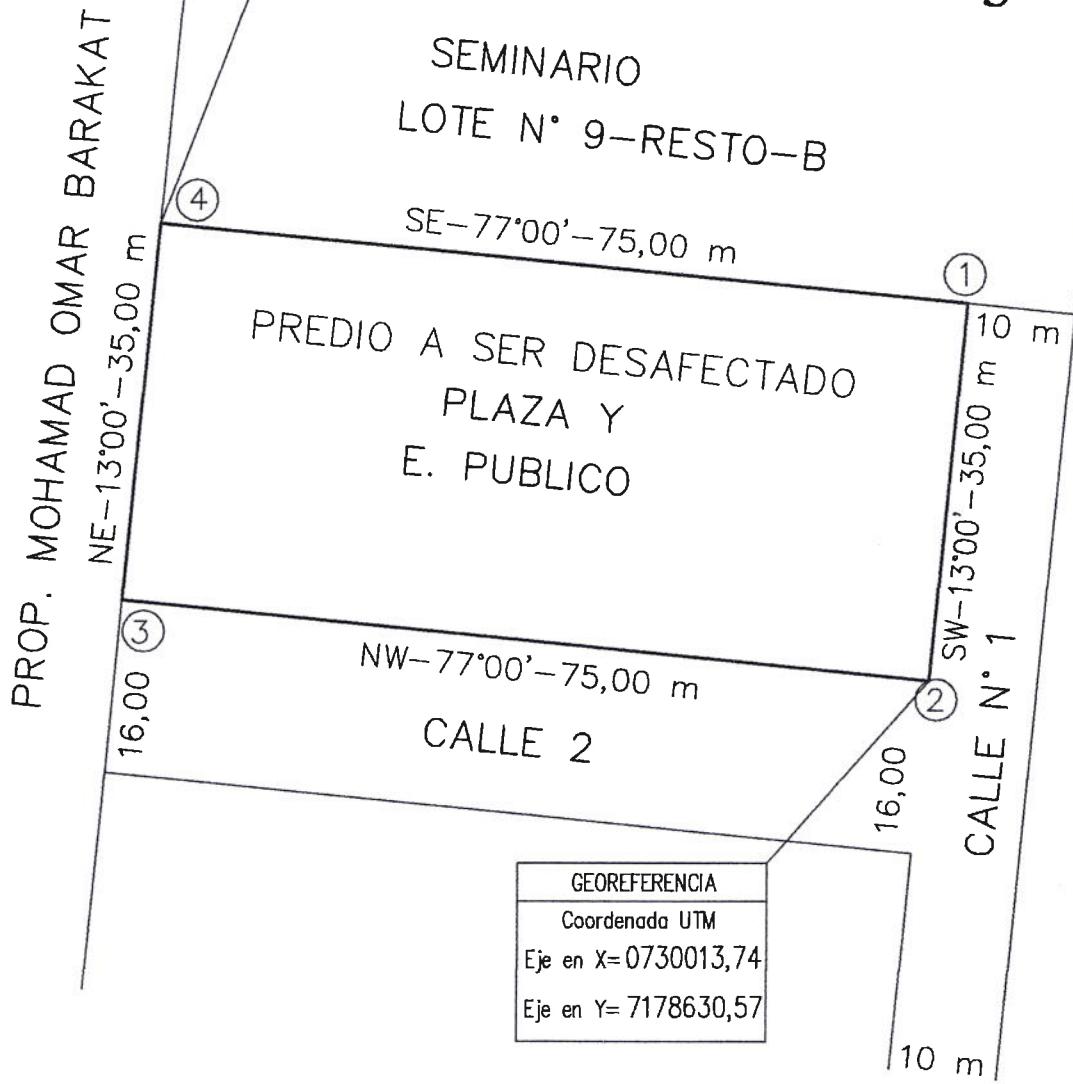 SEMINARIO
LOTE N° 9-RESTO-B
PROP. MOHAMAD OMAR BARAKAT
4
SE-77°00'-75,00 m
1
10 m
NE-13°00'-35,00 m
PREDIO A SER DESAFECTADO
PLAZA Y
E. PUBLICO
SW-13°00'-35,00 m
3
NW-77°00'-75,00 m
2
16,00
CALLE 2
16,00
CALLE N° 1
GEOREFERENCIA
Coordenada UTM
Eje en X= 0730013,74
Eje en Y= 7178630,57
10 m